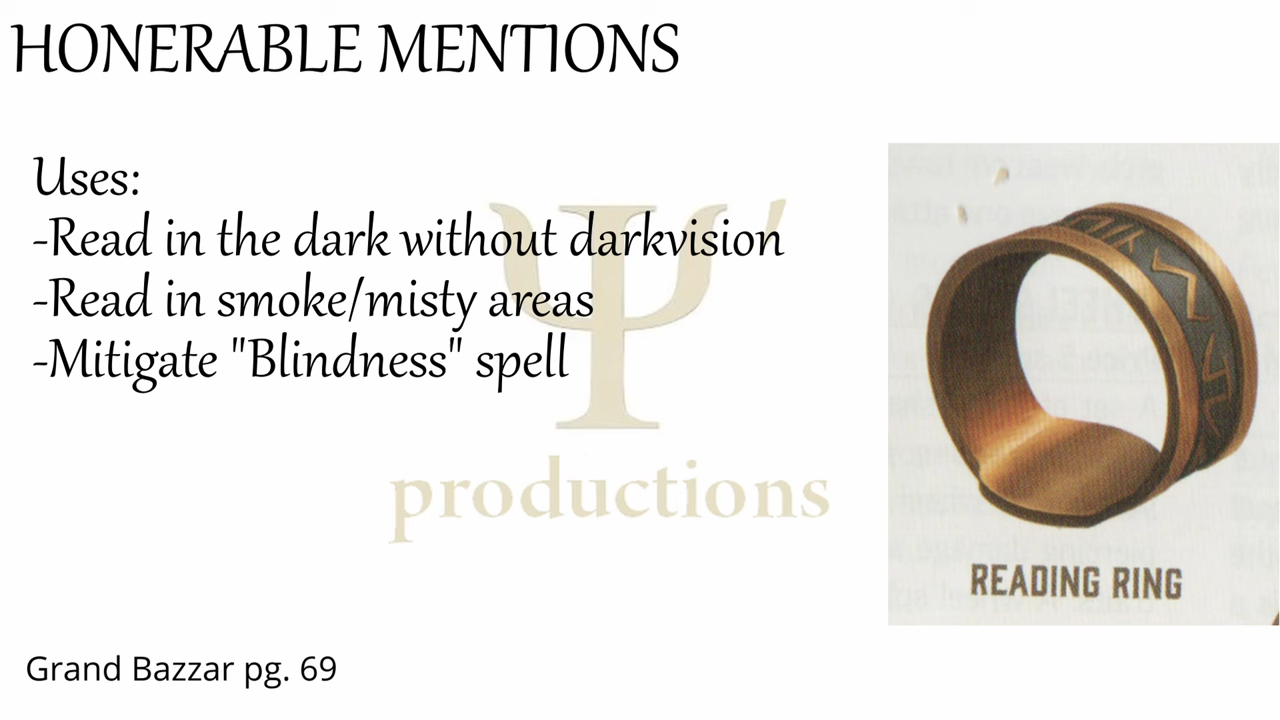 HONERABLE MENTIONS
Uses:
-Read in the dark without darkvision
-Read in smoke/misty areas
-Mitigate "Blindness" spell
Ψ'
productions
READING RING
Grand Bazzar pg. 69